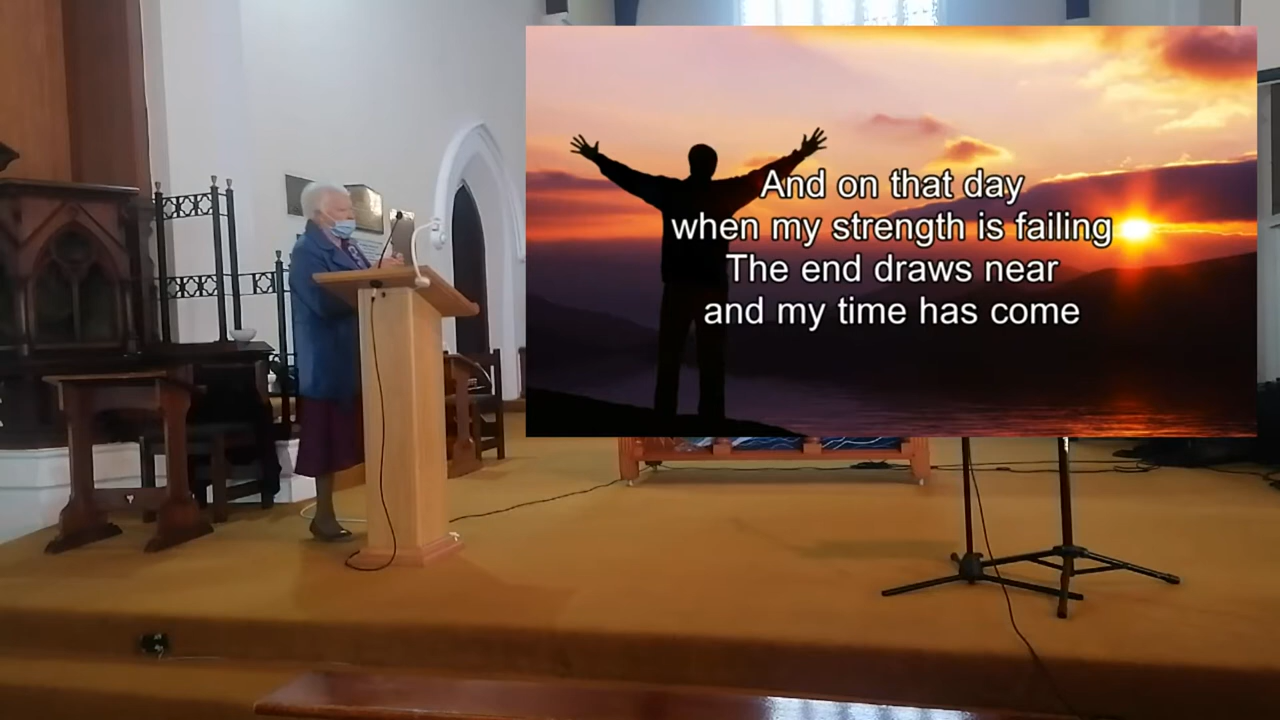 And on that day
when my strength is failing
The end draws near
and my time has come